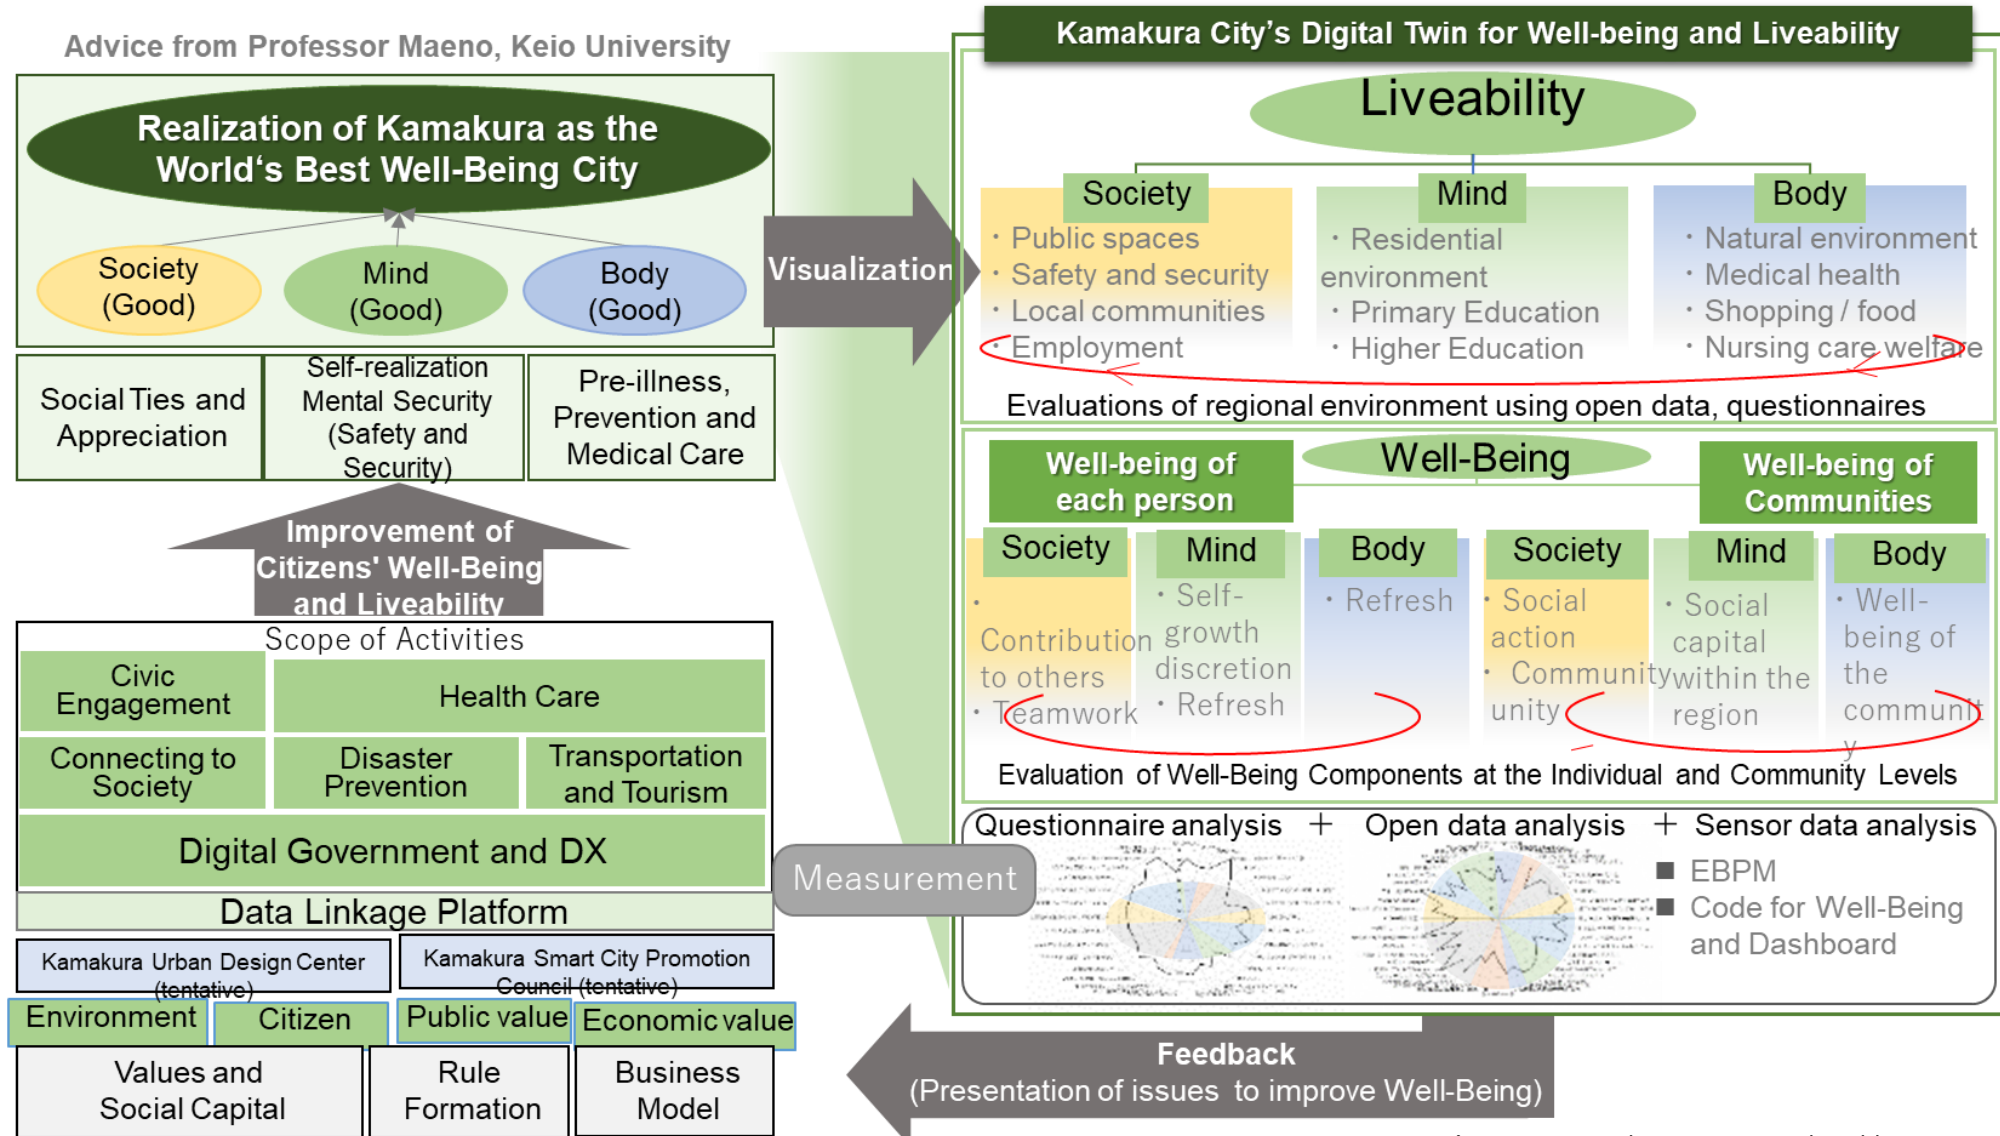 Advice from Professor Maeno, Keio University
Realization of Kamakura as the
World‘s Best Well-Being City
Society
(Good)
Mind
(Good)
Body
(Good)
Social Ties and
Appreciation
Self-realization
Mental Security
(Safety and
Security)
Pre-illness,
Prevention and
Medical Care
Improvement of
Citizens' Well-Being
and Liveability
Scope of Activities
Civic
Engagement
Health Care
Connecting to
Society
Disaster
Prevention
Transportation
and Tourism
Digital Government and DX
Data Linkage Platform
Kamakura Urban Design Center
(tentative)
Kamakura Smart City Promotion
Council (tentative)
Environment
Citizen
Public value
Economic value
Values and
Social Capital
Rule
Formation
Business
Model
Visualization
Measurement
Kamakura City’s Digital Twin for Well-being and Liveability
Liveability
Society
・Public spaces
・Safety and security
・Local communities
・Employment
Mind
・Residential
environment
・Primary Education
・Higher Education
Body
・Natural environment
・Medical health
・Shopping / food
・Nursing care welfare
Evaluations of regional environment using open data, questionnaires
Well-Being
Well-being of
each person
Well-being of
Communities
Society
・
Contribution
to others
・Teamwork
Mind
・Self-
growth
discretion
・Refresh
Body
・Refresh
Society
・Social
action
・Community
unity
Mind
・Social
capital
within the
region
Body
・Well-
being of
the
communit
y
Evaluation of Well-Being Components at the Individual and Community Levels
Questionnaire analysis + Open data analysis + Sensor data analysis
■ EBPM
■ Code for Well-Being
and Dashboard
Feedback
(Presentation of issues to improve Well-Being)